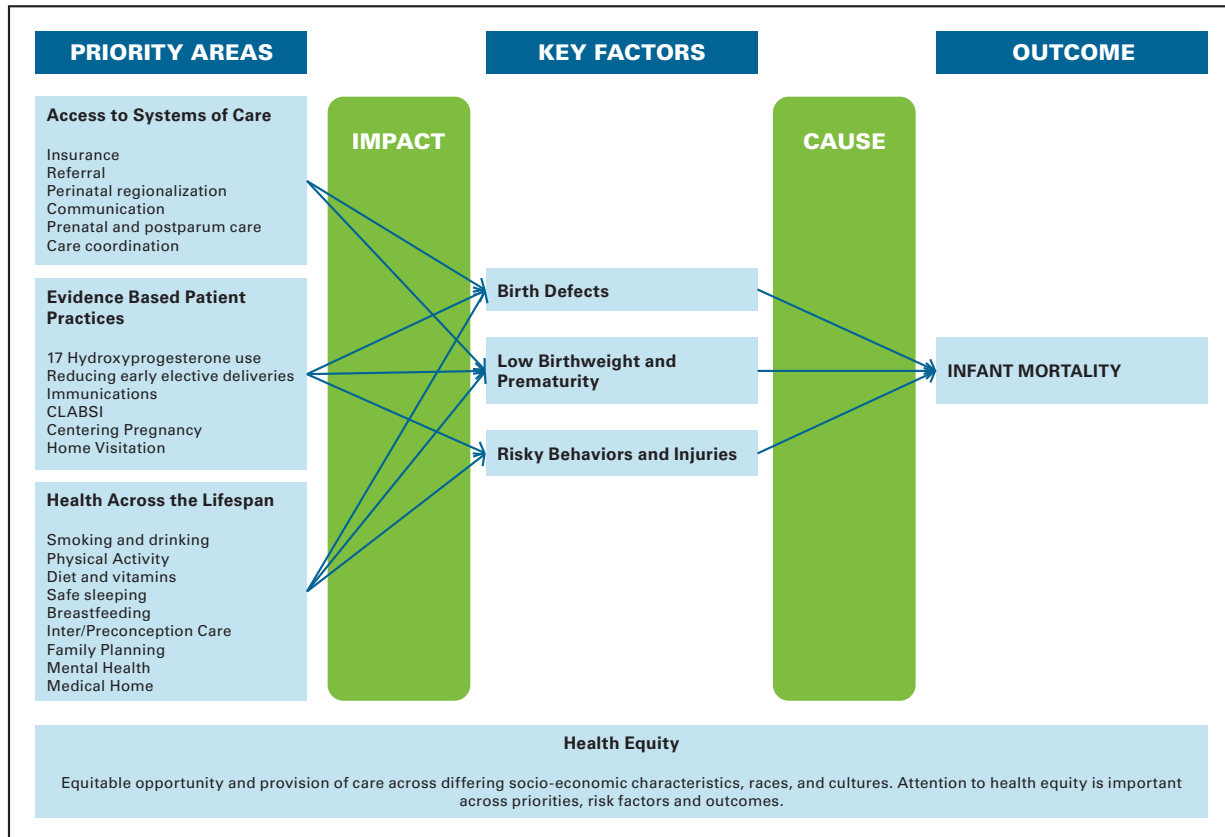 PRIORITY AREAS
KEY FACTORS
OUTCOME
Access to Systems of Care
Insurance
Referral
Perinatal regionalization
Communication
Prenatal and postparum care
Care coordination
Evidence Based Patient
Practices
17 Hydroxyprogesterone use
Reducing early elective deliveries
Immunications
CLABSI
Centering Pregnancy
Home Visitation
Health Across the Lifespan
Smoking and drinking
Physical Activity
Diet and vitamins
Safe sleeping
Breastfeeding
Inter/Preconception Care
Family Planning
Mental Health
Medical Home
IMPACT
Birth Defects
Low Birthweight and
Prematurity
Risky Behaviors and Injuries
CAUSE
INFANT MORTALITY
Health Equity
Equitable opportunity and provision of care across differing socio-economic characteristics, races, and cultures. Attention to health equity is important
across priorities, risk factors and outcomes.